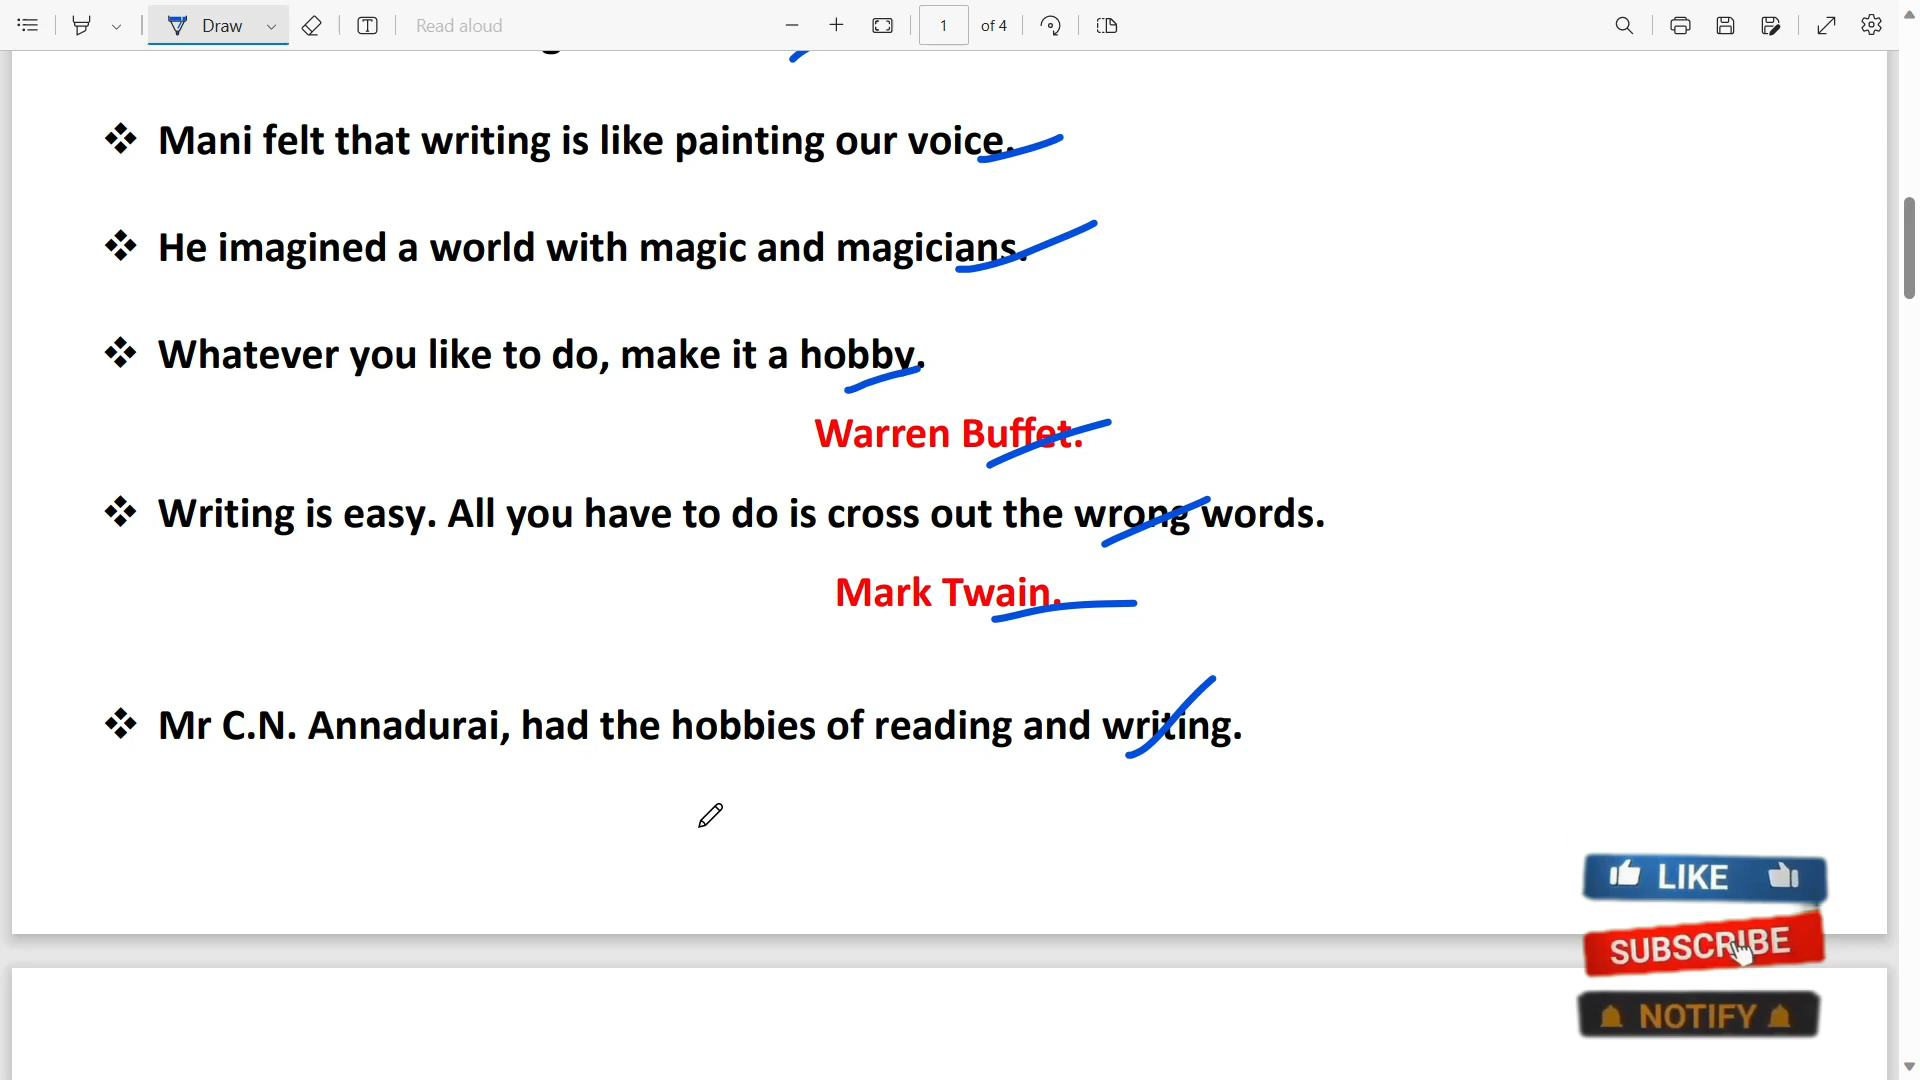 Draw
Read aloud
1 of 4
❖ Mani felt that writing is like painting our voice.
❖ He imagined a world with magic and magicians.
❖ Whatever you like to do, make it a hobby.
Warren Buffet.
❖ Writing is easy. All you have to do is cross out the wrong words.
Mark Twain.
❖ Mr C.N. Annadurai, had the hobbies of reading and writing.
LIKE
SUBSCRIBE
NOTIFY